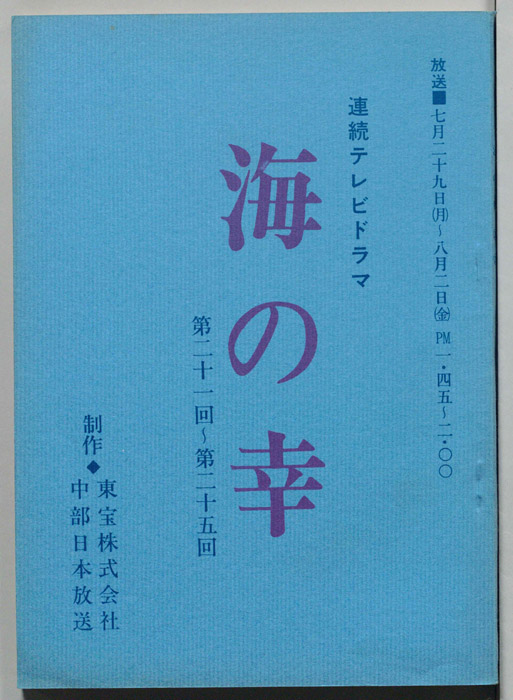 放送■七月二十九日㈪〜八月二日㈮ PM一・四五〜二・〇〇
連続テレビドラマ
海の幸
第二十一回〜第二十五回
制作◆東宝株式会社
中部日本放送